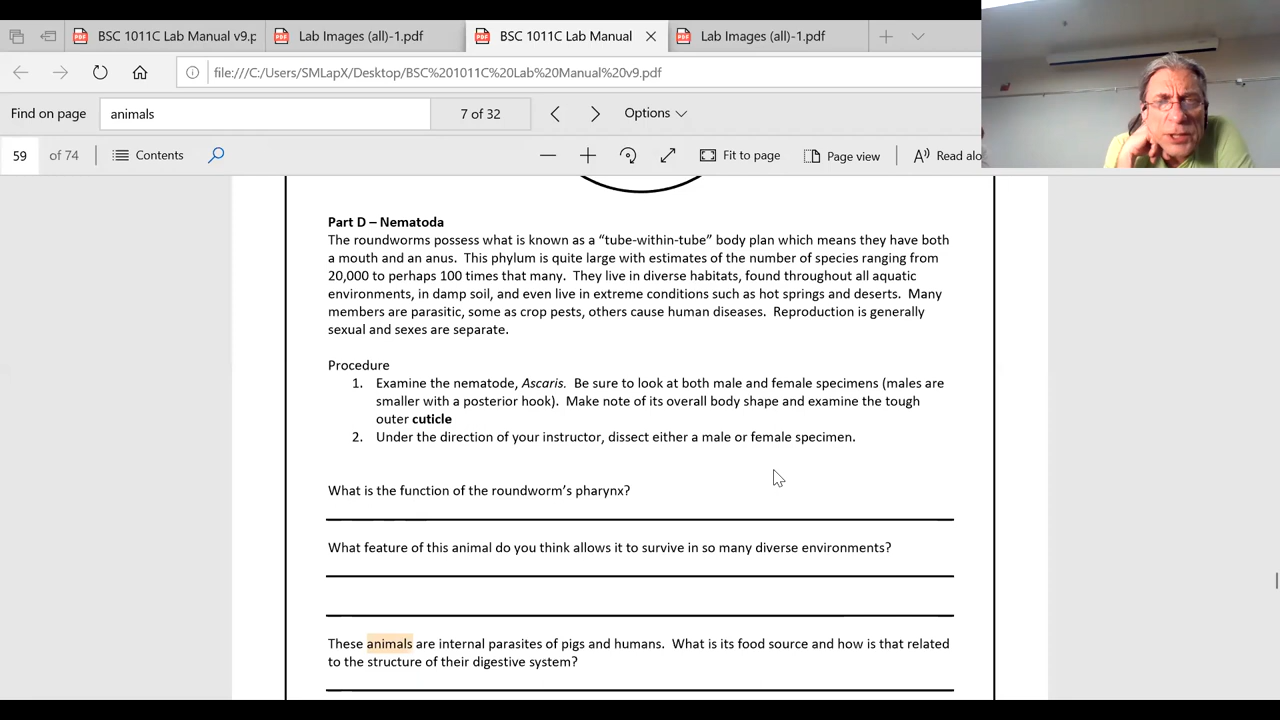 BSC 1011C Lab Manual v9.p
Lab Images (all)-1.pdf
BSC 1011C Lab Manual
Lab Images (all)-1.pdf
file:///C:/Users/SMLapX/Desktop/BSC%201011C%20Lab%20Manual%20v9.pdf
Find on page
animals
7 of 32
Options
59 of 74
Contents
Fit to page
Page view
Read alo
Part D – Nematoda
The roundworms possess what is known as a “tube-within-tube” body plan which means they have both
a mouth and an anus. This phylum is quite large with estimates of the number of species ranging from
20,000 to perhaps 100 times that many. They live in diverse habitats, found throughout all aquatic
environments, in damp soil, and even live in extreme conditions such as hot springs and deserts. Many
members are parasitic, some as crop pests, others cause human diseases. Reproduction is generally
sexual and sexes are separate.
Procedure
1. Examine the nematode, Ascaris. Be sure to look at both male and female specimens (males are
smaller with a posterior hook). Make note of its overall body shape and examine the tough
outer cuticle
2. Under the direction of your instructor, dissect either a male or female specimen.
What is the function of the roundworm’s pharynx?
What feature of this animal do you think allows it to survive in so many diverse environments?
These animals are internal parasites of pigs and humans. What is its food source and how is that related
to the structure of their digestive system?